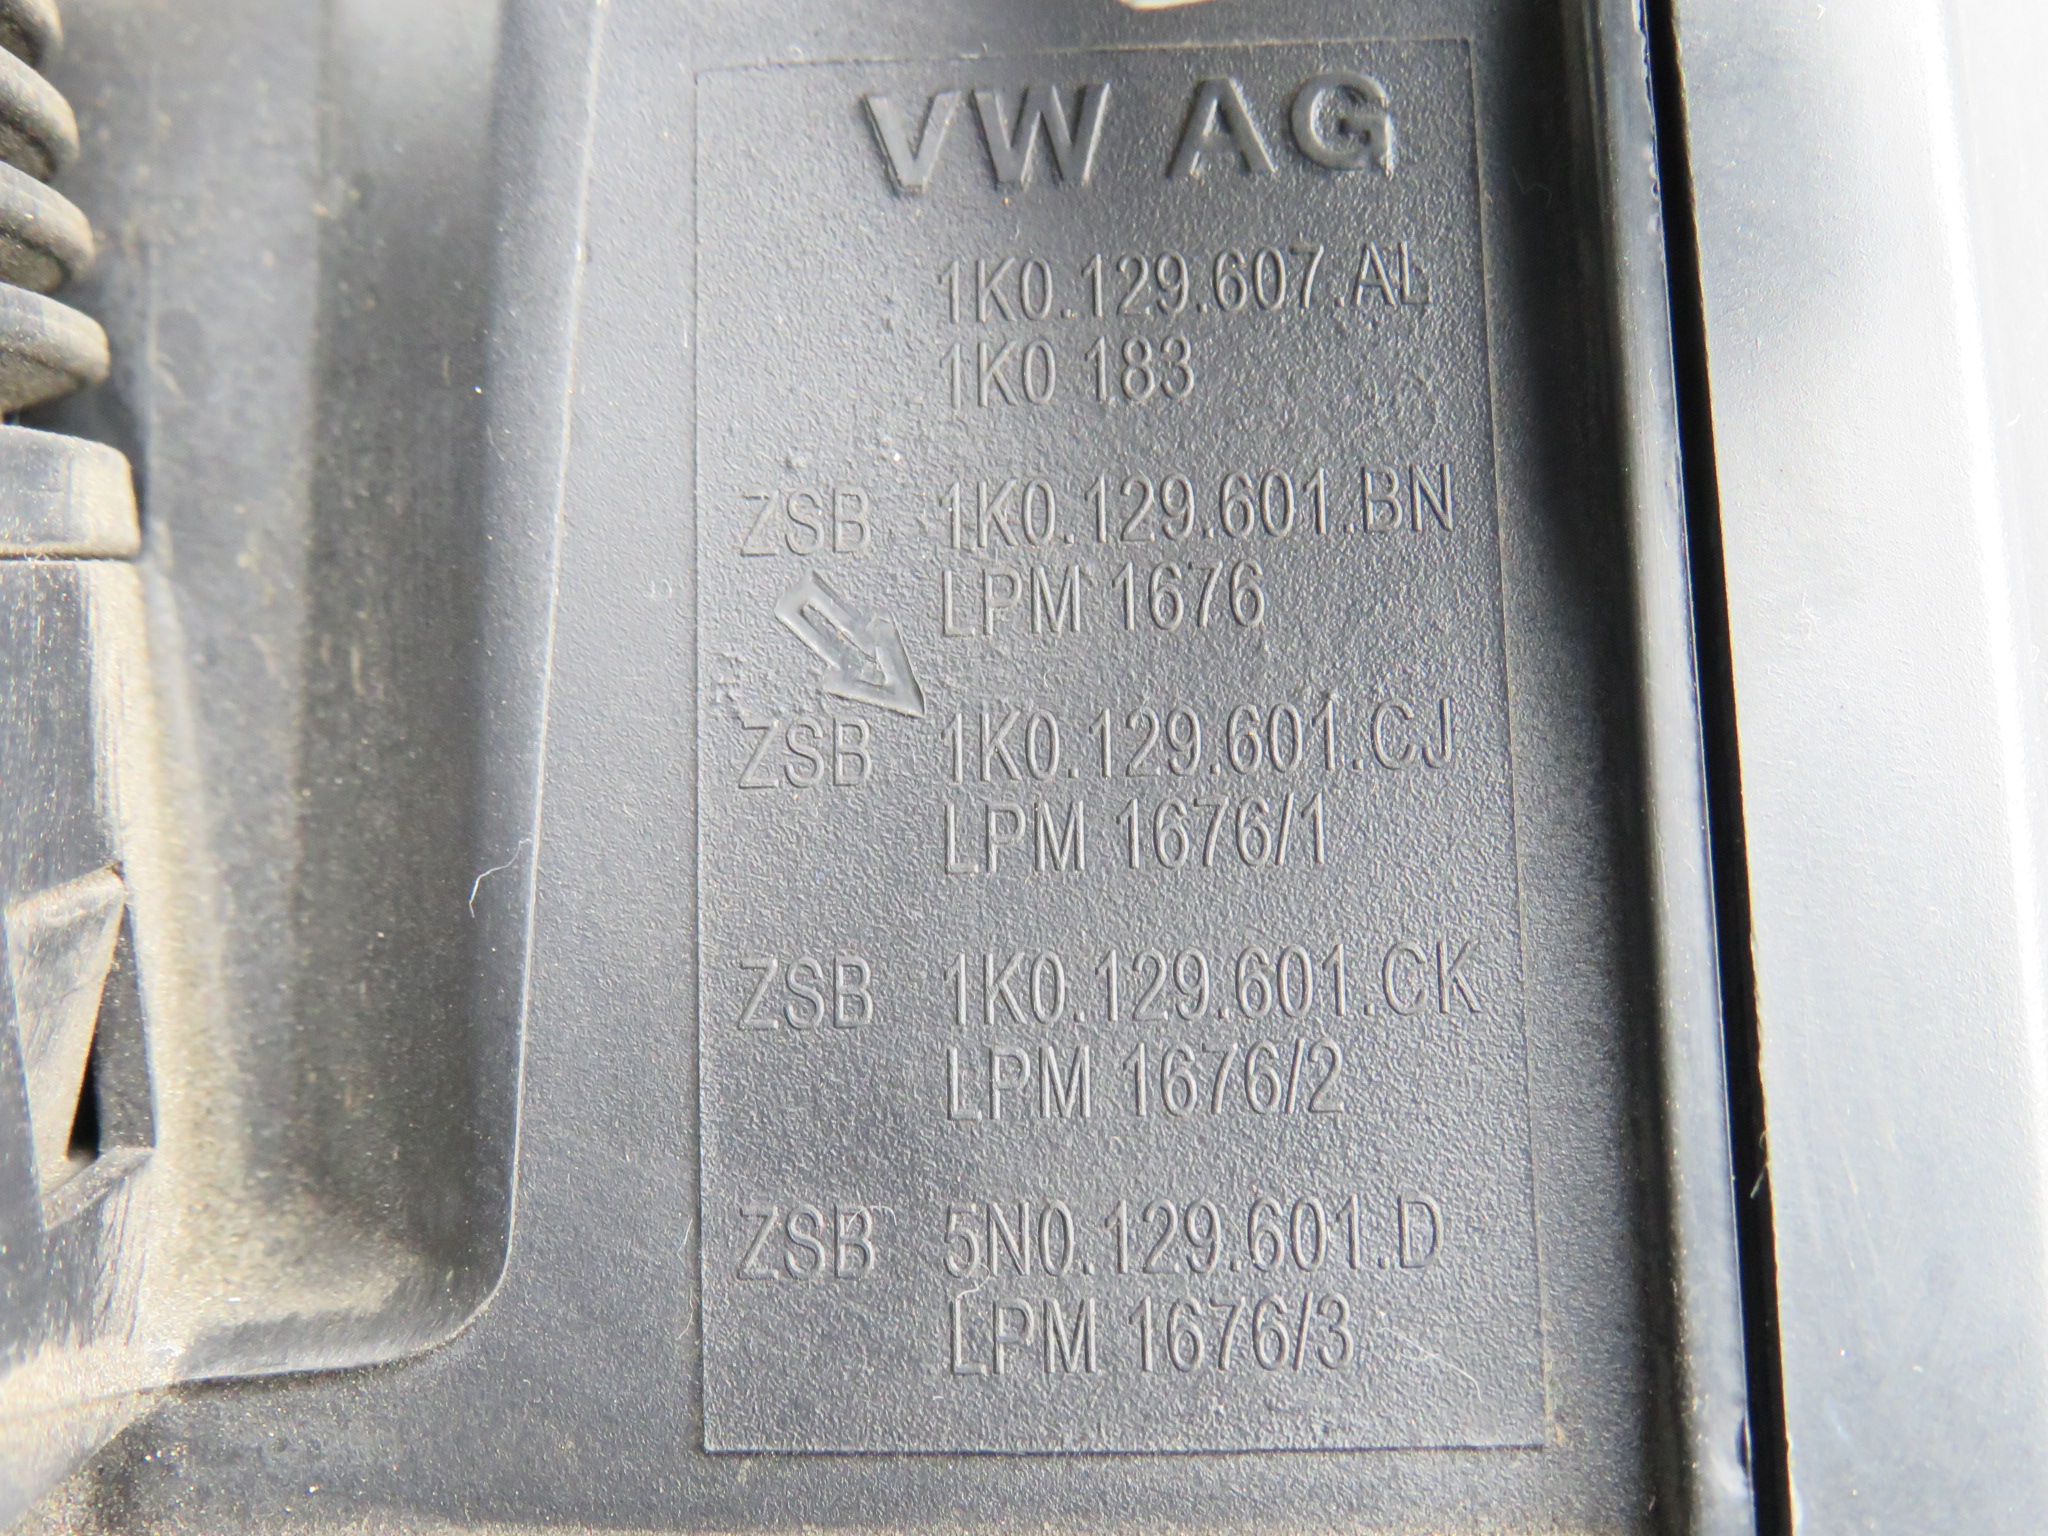 VW AG
1K0.129.607.AL
1K0 183
ZSB 1K0.129.601.BN
LPM 1676
ZSB 1K0.129.601.CJ
LPM 1676/1
ZSB 1K0.129.601.CK
LPM 1676/2
ZSB 5N0.129.601.D
LPM 1676/3